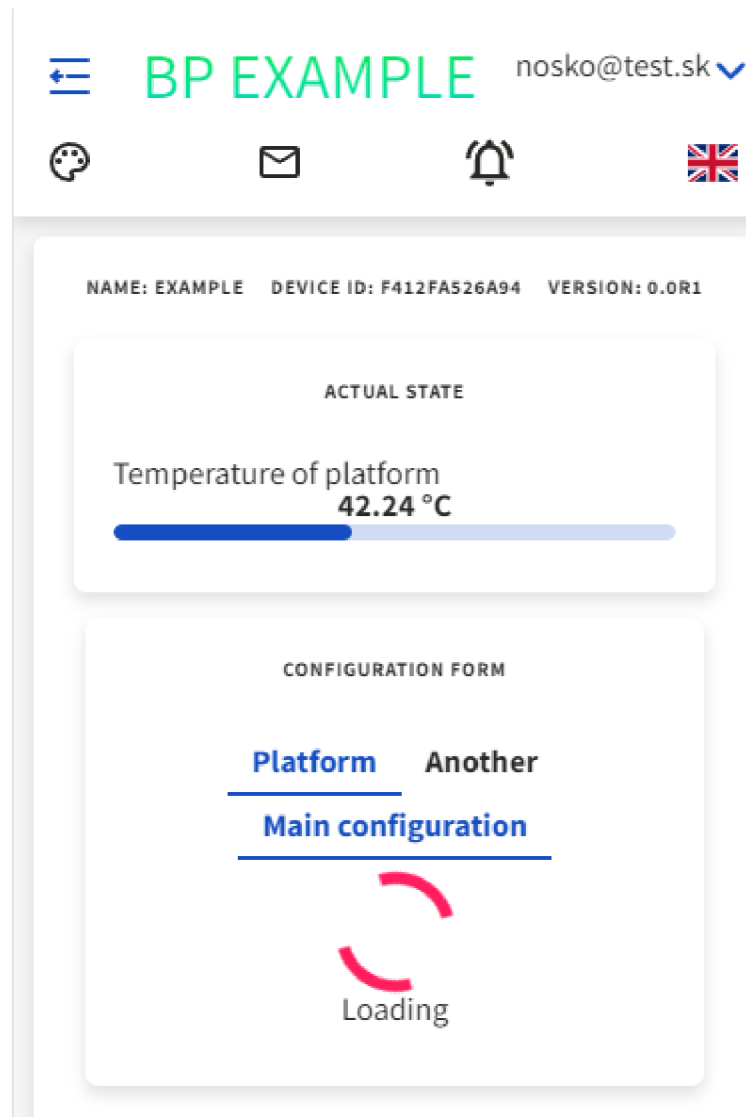 BP EXAMPLE nosko@test.sk
NAME: EXAMPLE DEVICE ID: F412FA526A94 VERSION: 0.0R1
ACTUAL STATE
Temperature of platform
42.24 °C
CONFIGURATION FORM
Platform Another
Main configuration
Loading